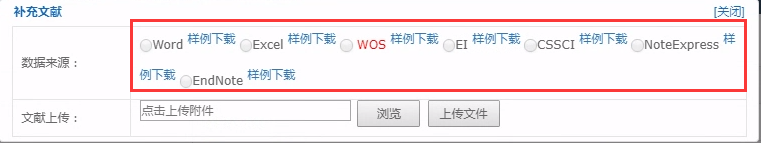 补充文献 [关闭]
数据来源: Word 样例下载 Excel 样例下载 WOS 样例下载 EI 样例下载 CSSCI 样例下载 NoteExpress 样
例下载 EndNote 样例下载
文献上传: 点击上传附件 浏览 上传文件